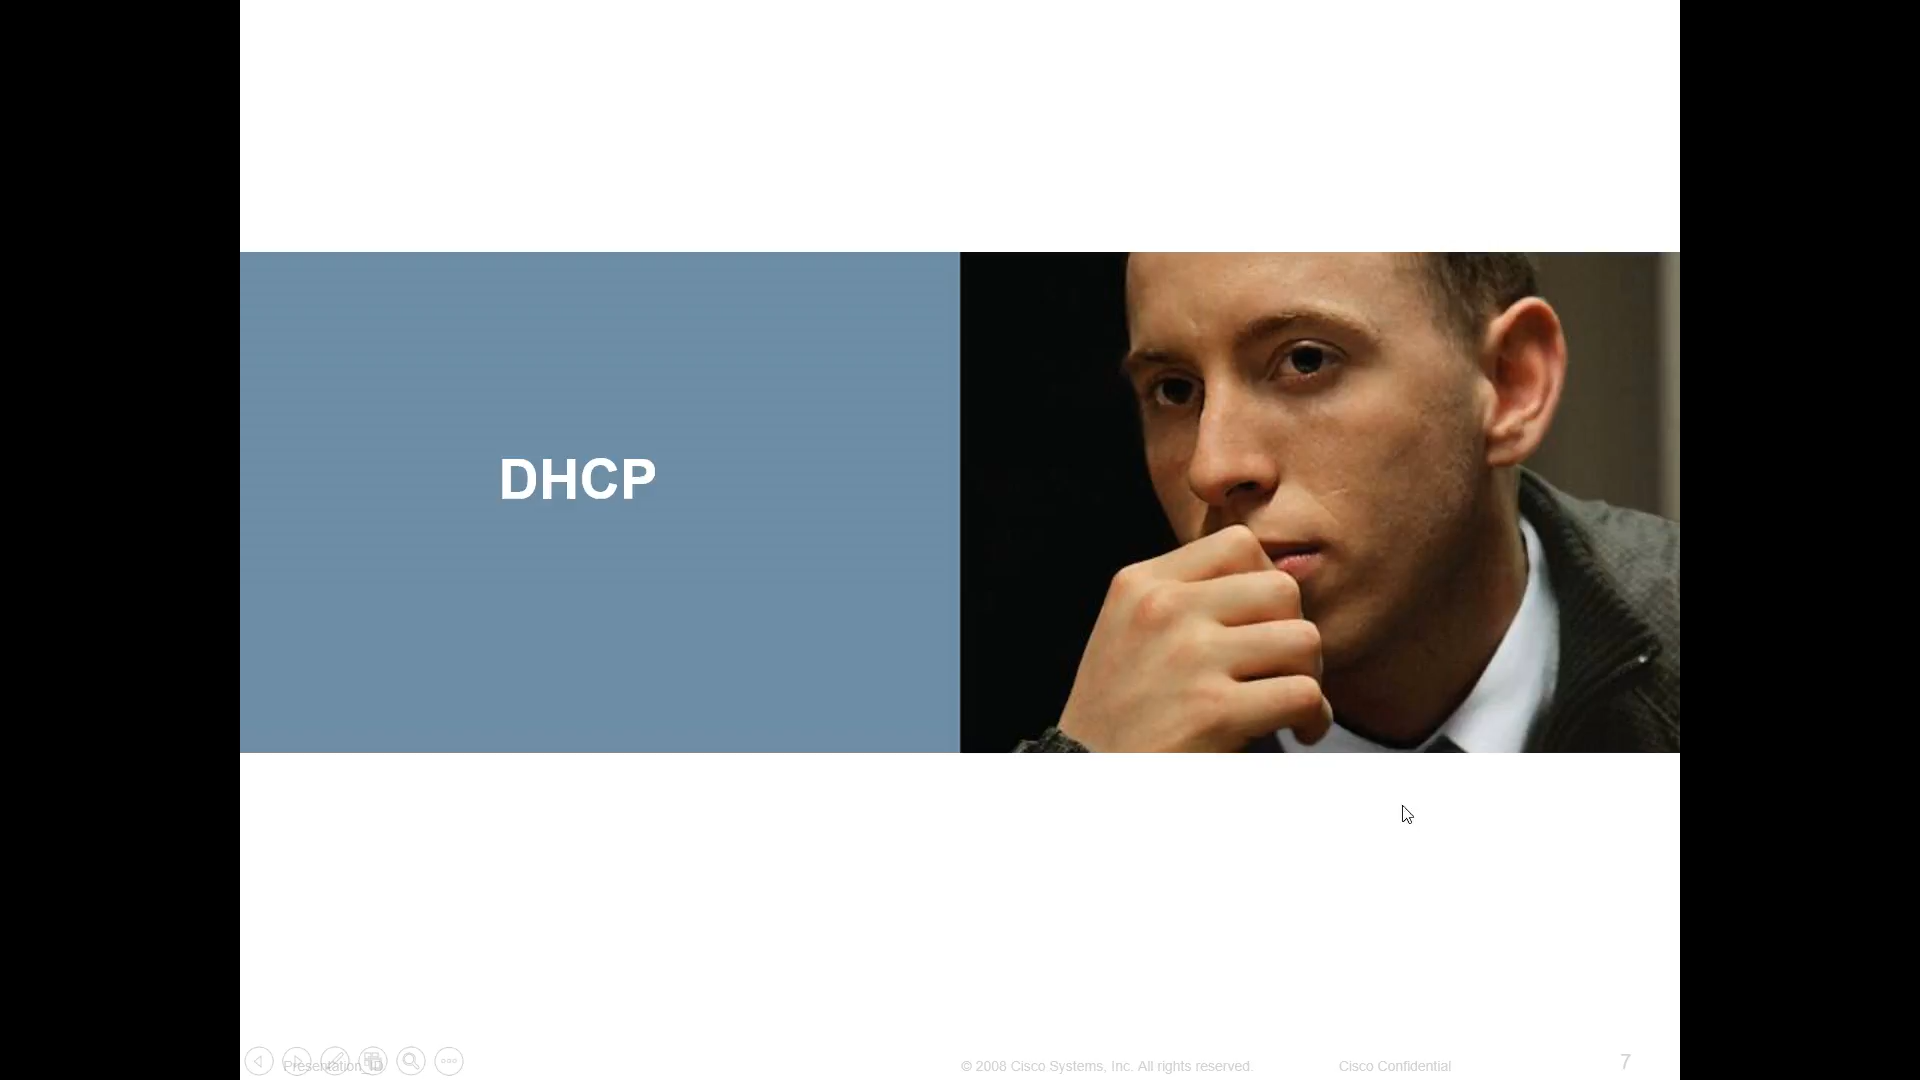 DHCP
Presentation_ID
© 2008 Cisco Systems, Inc. All rights reserved.
Cisco Confidential
7